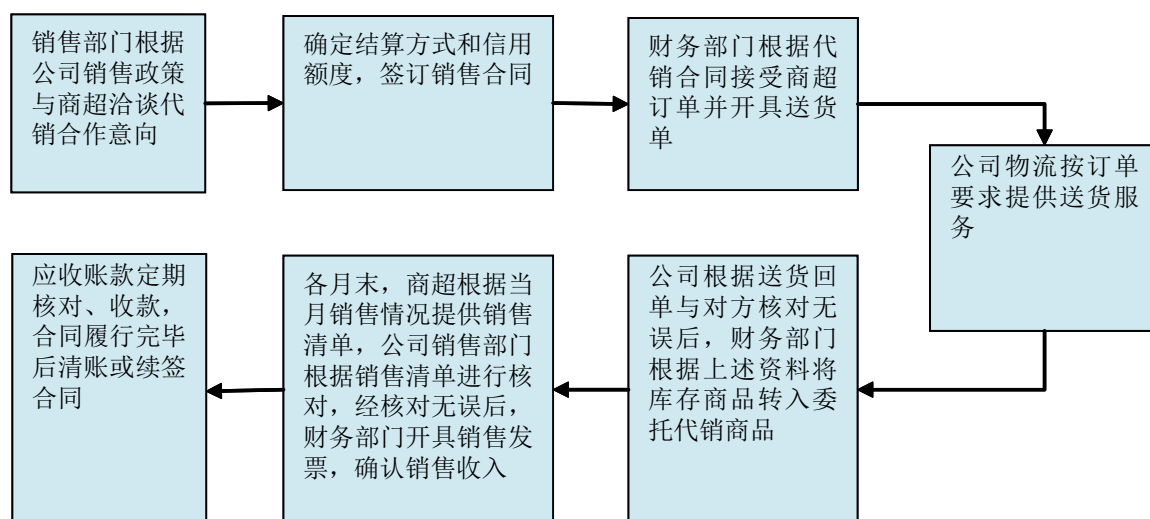 销售部门根据
公司销售政策
与商超洽谈代
销合作意向
确定结算方式和信用
额度，签订销售合同
财务部门根据代
销合同接受商超
订单并开具送货
单
公司物流按订单
要求提供送货服
务
公司根据送货回
单与对方核对无
误后，财务部门
根据上述资料将
库存商品转入委
托代销商品
各月末，商超根据当
月销售情况提供销售
清单，公司销售部门
根据销售清单进行核
对，经核对无误后，
财务部门开具销售发
票，确认销售收入
应收账款定期
核对、收款，
合同履行完毕
后清账或续签
合同